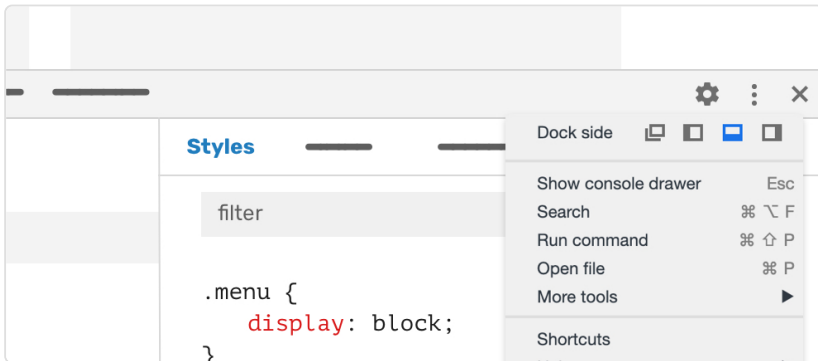 Styles
filter
.menu {
display: block;
}
Dock side
Show console drawer Esc
Search ⌘ ⌥ F
Run command ⌘ ⇧ P
Open file ⌘ P
More tools ▶
Shortcuts